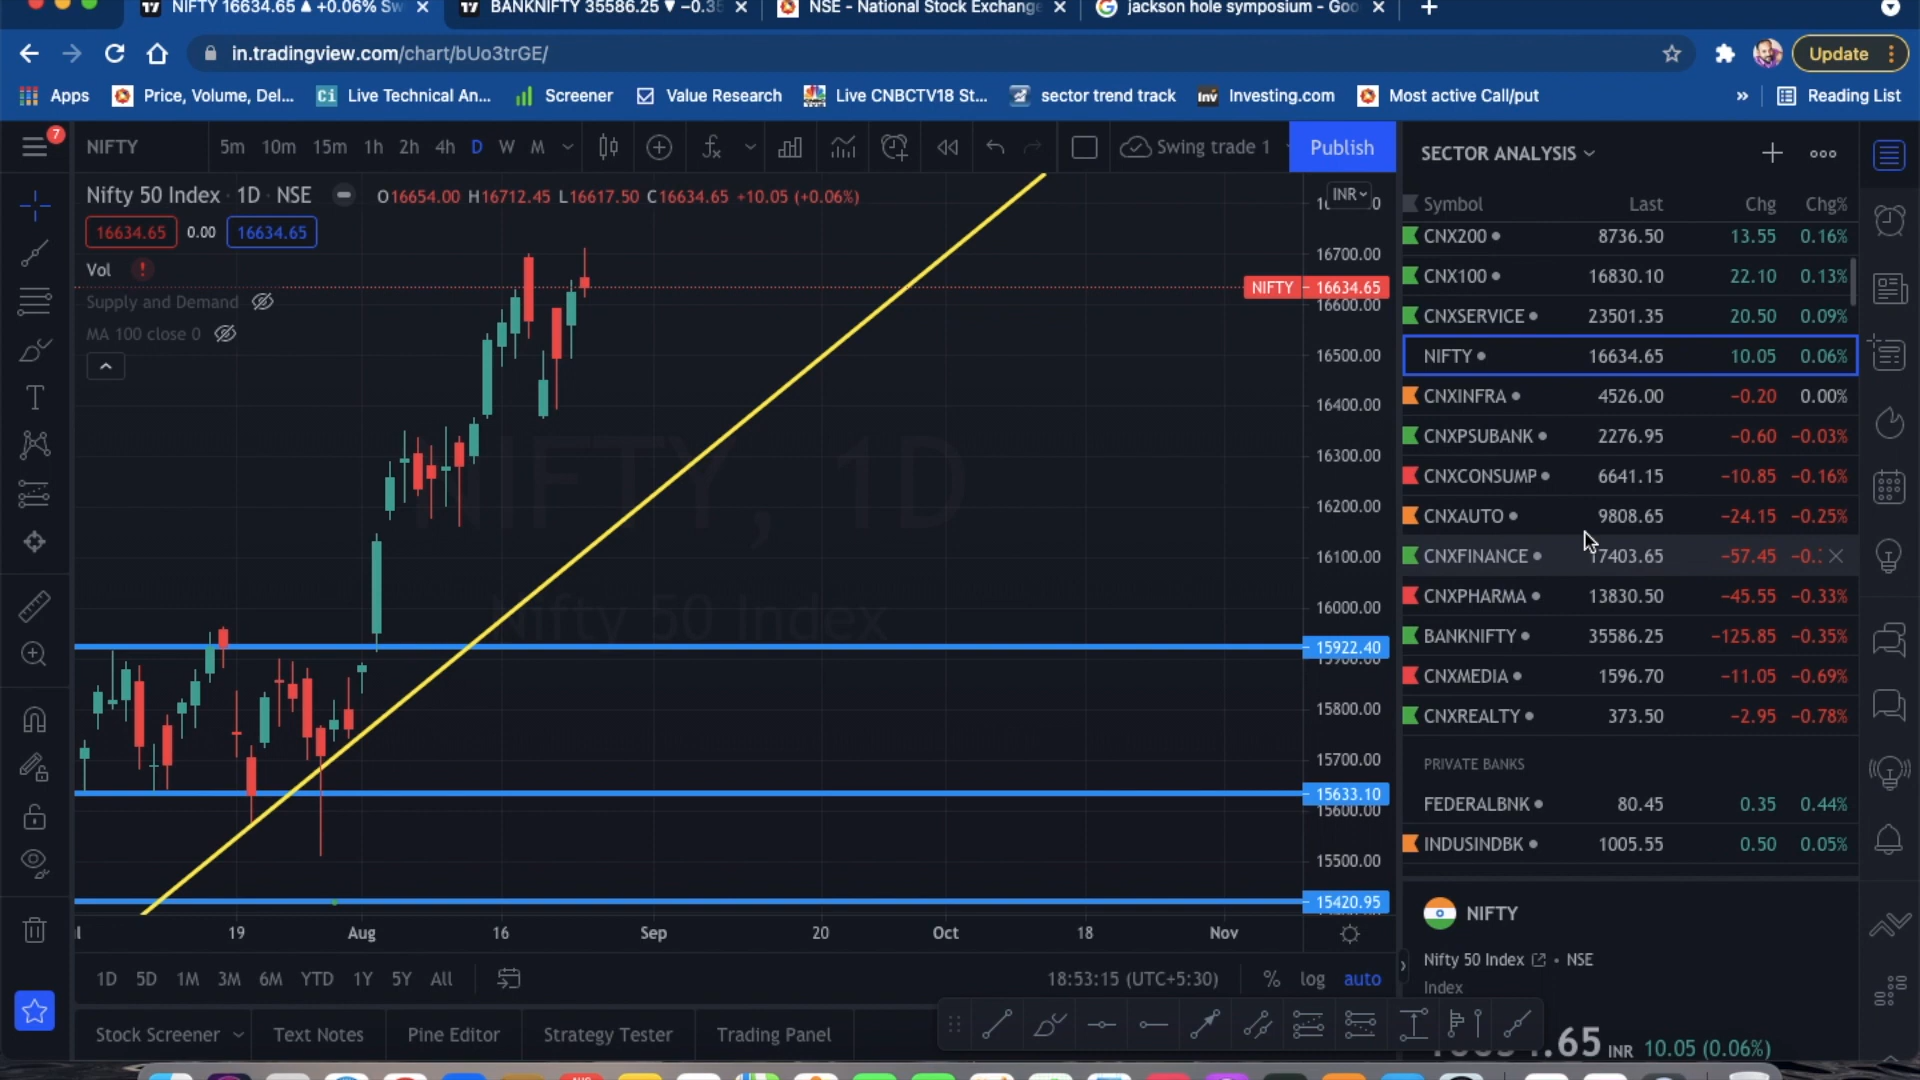 NIFTY 16634.65 ▲ +0.06% Sw
BANKNIFTY 35586.25 ▼ −0.35
NSE - National Stock Exchange
jackson hole symposium - Goo
in.tradingview.com/chart/bUo3trGE/
Update
Apps
Price, Volume, Del...
Live Technical An...
Screener
Value Research
Live CNBCTV18 St...
sector trend track
Investing.com
Most active Call/put
»
Reading List
7
NIFTY
5m 10m 15m 1h 2h 4h D W M
Swing trade 1
Publish
Nifty 50 Index · 1D · NSE
O16654.00 H16712.45 L16617.50 C16634.65 +10.05 (+0.06%)
16634.65 0.00 16634.65
Vol
Supply and Demand
MA 100 close 0
NIFTY, 1D
Nifty 50 Index
INR
16700.00
NIFTY 16634.65
16600.00
16500.00
16400.00
16300.00
16200.00
16100.00
16000.00
15922.40
15900.00
15800.00
15700.00
15633.10
15600.00
15500.00
15420.95
19 Aug 16 Sep 20 Oct 18 Nov
1D 5D 1M 3M 6M YTD 1Y 5Y All
18:53:15 (UTC+5:30)
% log auto
Stock Screener
Text Notes
Pine Editor
Strategy Tester
Trading Panel
SECTOR ANALYSIS
Symbol Last Chg Chg%
CNX200 8736.50 13.55 0.16%
CNX100 16830.10 22.10 0.13%
CNXSERVICE 23501.35 20.50 0.09%
NIFTY 16634.65 10.05 0.06%
CNXINFRA 4526.00 −0.20 0.00%
CNXPSUBANK 2276.95 −0.60 −0.03%
CNXCONSUMP 6641.15 −10.85 −0.16%
CNXAUTO 9808.65 −24.15 −0.25%
CNXFINANCE 17403.65 −57.45 −0.
CNXPHARMA 13830.50 −45.55 −0.33%
BANKNIFTY 35586.25 −125.85 −0.35%
CNXMEDIA 1596.70 −11.05 −0.69%
CNXREALTY 373.50 −2.95 −0.78%
PRIVATE BANKS
FEDERALBNK 80.45 0.35 0.44%
INDUSINDBK 1005.55 0.50 0.05%
NIFTY
Nifty 50 Index · NSE
Index
.65 INR 10.05 (0.06%)